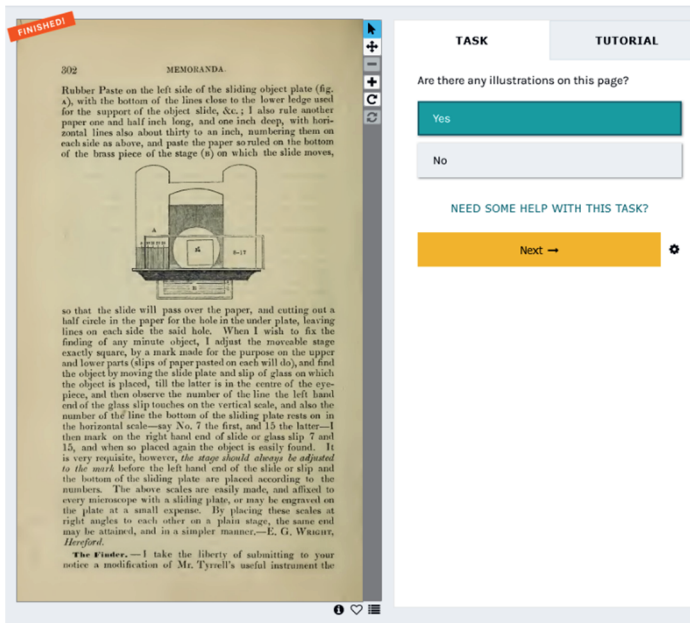 FINISHED!
302 MEMORANDA.
Rubber Paste on the left side of the sliding object plate (fig.
A), with the bottom of the lines close to the lower ledge used
for the support of the object slide, &c.; I also rule another
paper one and half inch long, and one inch deep, with hori-
zontal lines also about thirty to an inch, numbering them on
each side as above, and paste the paper so ruled on the bottom
of the brass piece of the stage (B) on which the slide moves,
A
8-17
B
so that the slide will pass over the paper, and cutting out a
half circle in the paper for the hole in the under plate, leaving
lines on each side the said hole. When I wish to fix the
finding of any minute object, I adjust the moveable stage
exactly square, by a mark made for the purpose on the upper
and lower parts (slips of paper pasted on each will do), and find
the object by moving the slide plate and slip of glass on which
the object is placed, till the latter is in the centre of the eye-
piece, and then observe the number of the line the left hand
end of the glass slip touches on the vertical scale, and also the
number of the line the bottom of the sliding plate rests on in
the horizontal scale—say No. 7 the first, and 15 the latter—I
then mark on the right hand end of slide or glass slip 7 and
15, and when so placed again the object is easily found. It
is very requisite, however, the stage should always be adjusted
to the mark before the left hand end of the slide or slip and
the bottom of the sliding plate are placed according to the
numbers. The above scales are easily made, and affixed to
every microscope with a sliding plate, or may be engraved on
the plate at a small expense. By placing these scales at
right angles to each other on a plain stage, the same end
may be attained, and in a simpler manner.—E. G. WRIGHT,
Hereford.
The Finder.—I take the liberty of submitting to your
notice a modification of Mr. Tyrrell's useful instrument the
TASK
TUTORIAL
Are there any illustrations on this page?
Yes
No
NEED SOME HELP WITH THIS TASK?
Next →